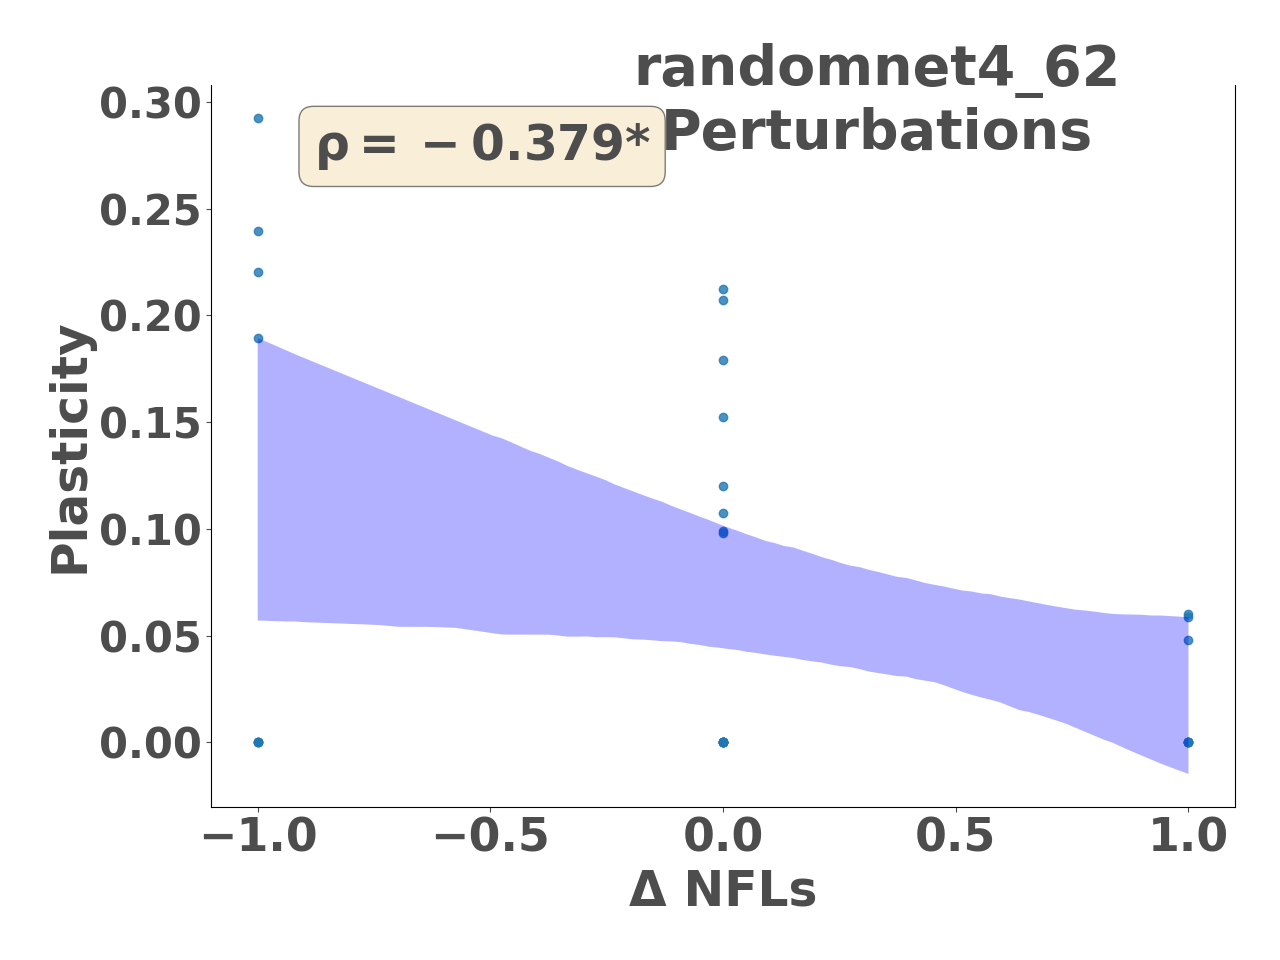 randomnet4_62
Perturbations
ρ = − 0.379*
0.30
0.25
0.20
0.15
0.10
0.05
0.00
Plasticity
−1.0 −0.5 0.0 0.5 1.0
Δ NFLs